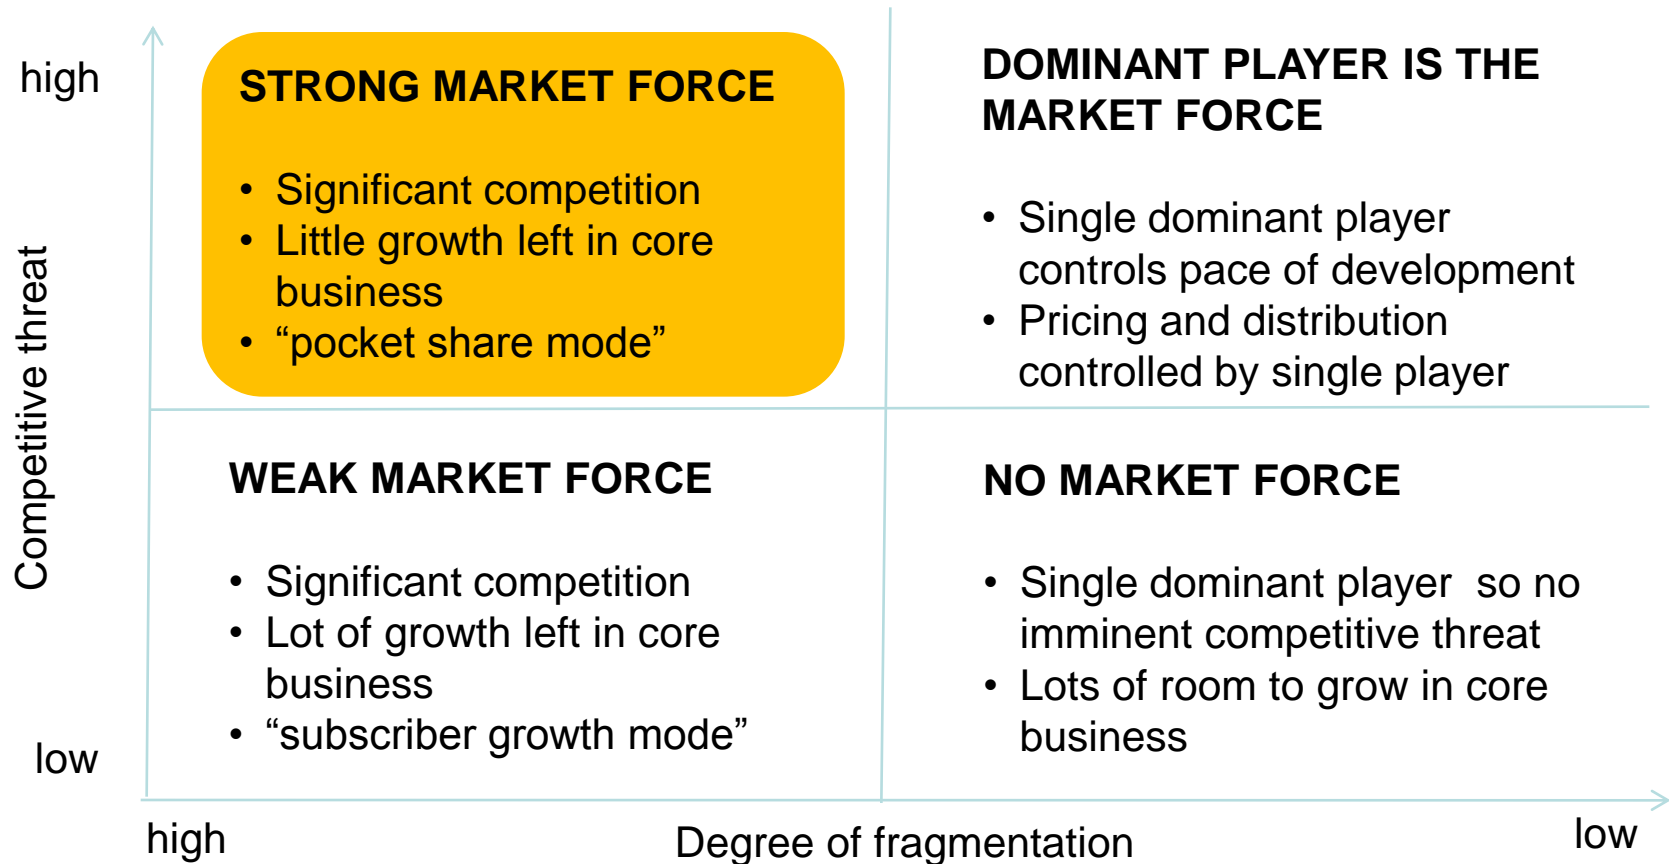 high
Competitive threat
low
STRONG MARKET FORCE
• Significant competition
• Little growth left in core
business
• “pocket share mode”
DOMINANT PLAYER IS THE
MARKET FORCE
• Single dominant player
controls pace of development
• Pricing and distribution
controlled by single player
WEAK MARKET FORCE
• Significant competition
• Lot of growth left in core
business
• “subscriber growth mode”
NO MARKET FORCE
• Single dominant player  so no
imminent competitive threat
• Lots of room to grow in core
business
high
Degree of fragmentation
low